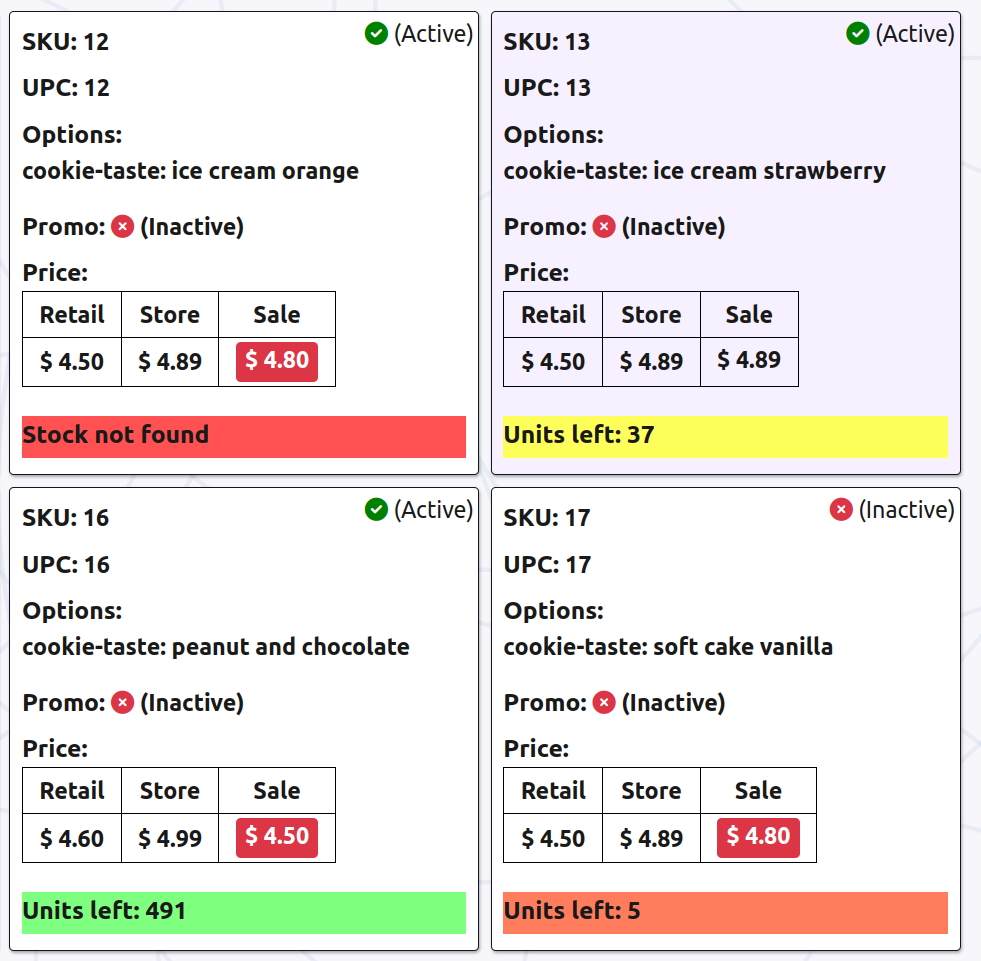 SKU: 12
(Active)
UPC: 12
Options:
cookie-taste: ice cream orange
Promo: (Inactive)
Price:
Retail Store Sale
$ 4.50 $ 4.89 $ 4.80
Stock not found
SKU: 13
(Active)
UPC: 13
Options:
cookie-taste: ice cream strawberry
Promo: (Inactive)
Price:
Retail Store Sale
$ 4.50 $ 4.89 $ 4.89
Units left: 37
SKU: 16
(Active)
UPC: 16
Options:
cookie-taste: peanut and chocolate
Promo: (Inactive)
Price:
Retail Store Sale
$ 4.60 $ 4.99 $ 4.50
Units left: 491
SKU: 17
(Inactive)
UPC: 17
Options:
cookie-taste: soft cake vanilla
Promo: (Inactive)
Price:
Retail Store Sale
$ 4.50 $ 4.89 $ 4.80
Units left: 5